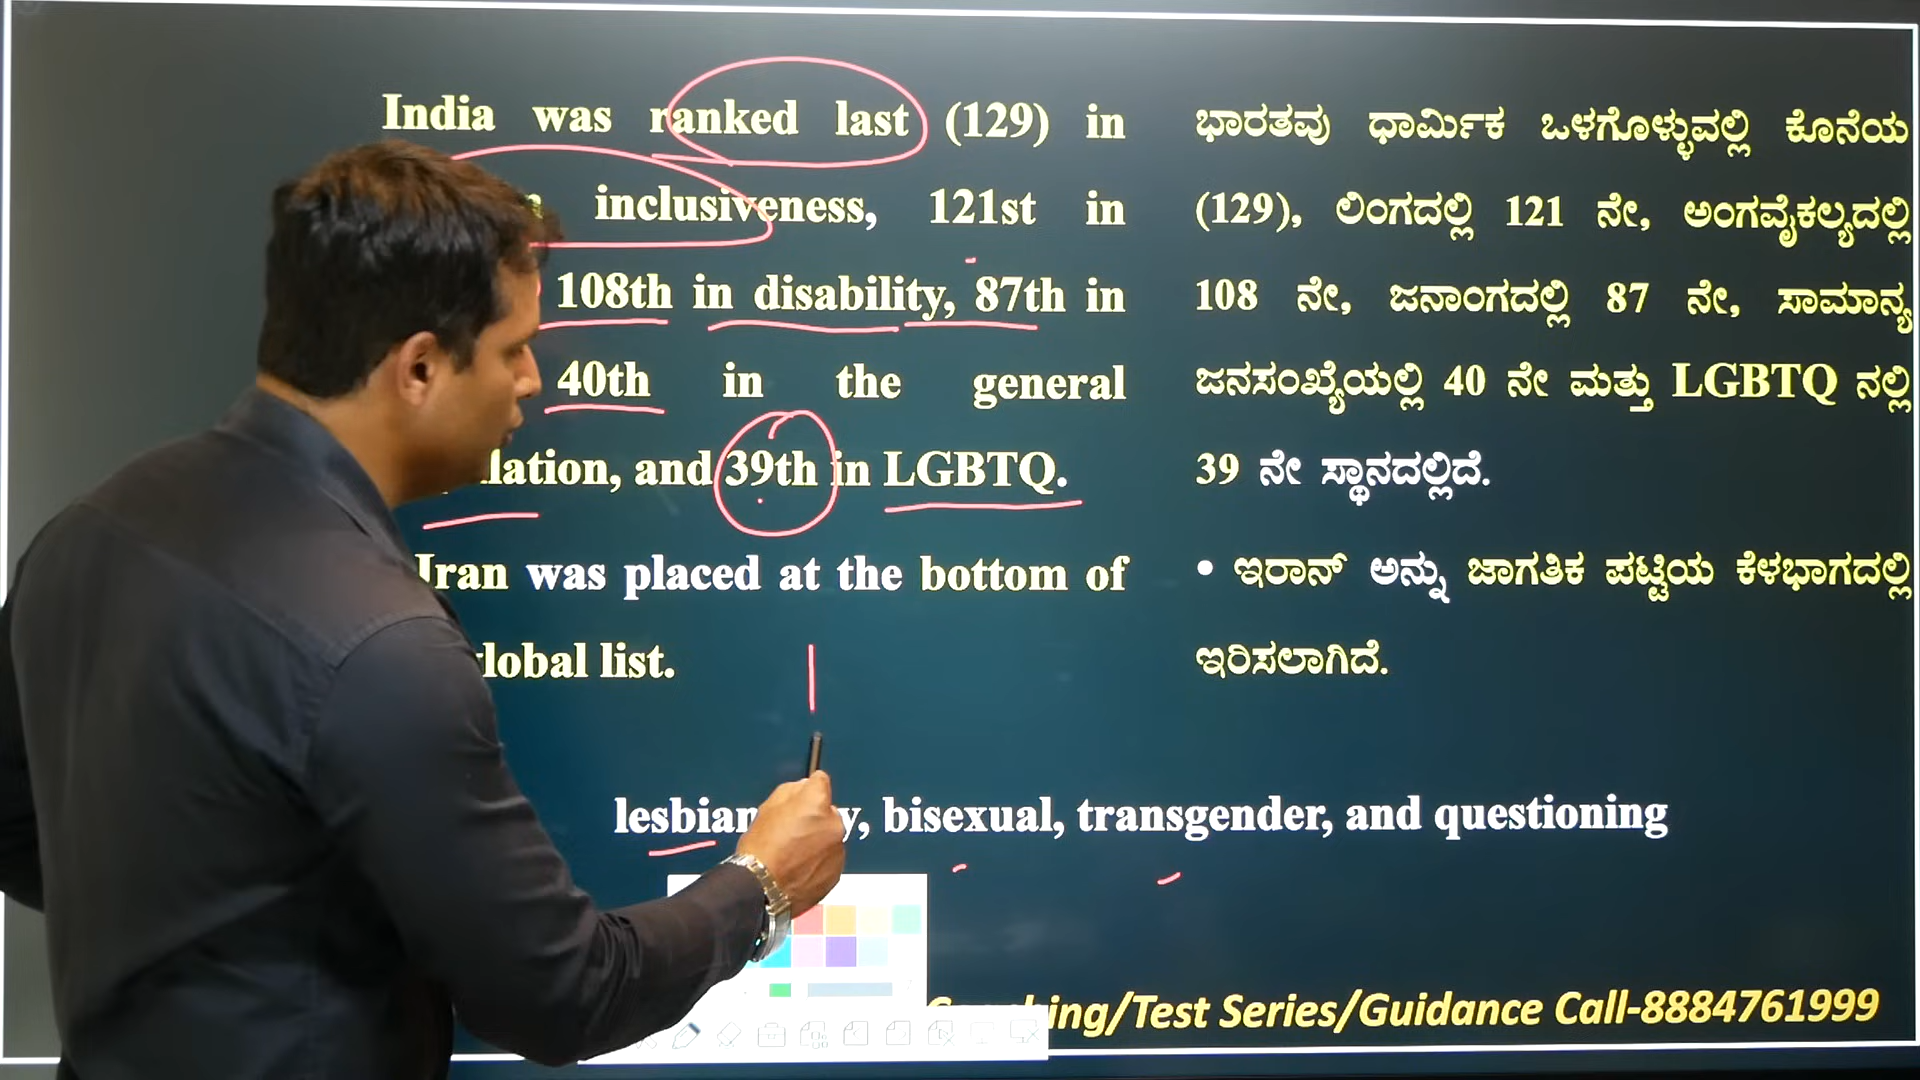 India was ranked last (129) in
inclusiveness, 121st in
108th in disability, 87th in
40th in the general
lation, and 39th in LGBTQ.
Iran was placed at the bottom of
global list.
ಭಾರತವು ಧಾರ್ಮಿಕ ಒಳಗೊಳ್ಳುವಲ್ಲಿ ಕೊನೆಯ
(129), ಲಿಂಗದಲ್ಲಿ 121 ನೇ, ಅಂಗವೈಕಲ್ಯದಲ್ಲಿ
108 ನೇ, ಜನಾಂಗದಲ್ಲಿ 87 ನೇ, ಸಾಮಾನ್ಯ
ಜನಸಂಖ್ಯೆಯಲ್ಲಿ 40 ನೇ ಮತ್ತು LGBTQ ನಲ್ಲಿ
39 ನೇ ಸ್ಥಾನದಲ್ಲಿದೆ.
• ಇರಾನ್ ಅನ್ನು ಜಾಗತಿಕ ಪಟ್ಟಿಯ ಕೆಳಭಾಗದಲ್ಲಿ
ಇರಿಸಲಾಗಿದೆ.
lesbian, bisexual, transgender, and questioning
ing/Test Series/Guidance Call-8884761999